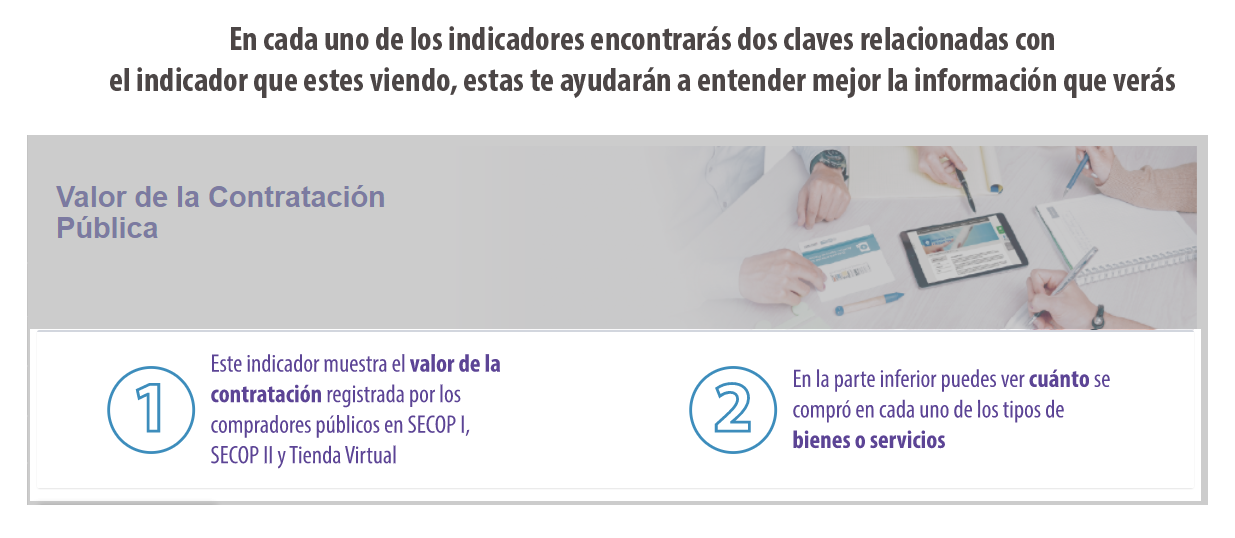 En cada uno de los indicadores encontrarás dos claves relacionadas con
el indicador que estes viendo, estas te ayudarán a entender mejor la información que verás
Valor de la Contratación
Pública
1
Este indicador muestra el valor de la
contratación registrada por los
compradores públicos en SECOP I,
SECOP II y Tienda Virtual
2
En la parte inferior puedes ver cuánto se
compró en cada uno de los tipos de
bienes o servicios